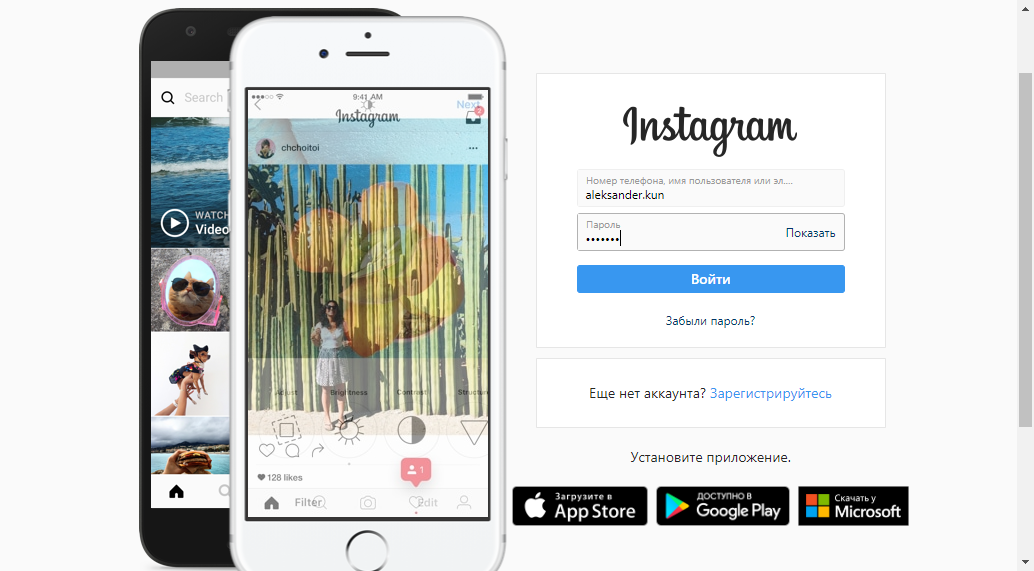 Search
WATCH
Video
9:41 AM
Next
Instagram
2
chchoitoi
Adjust
Brightness
Contrast
Structure
128 likes
1
Filter
Edit
Instagram
Номер телефона, имя пользователя или эл....
aleksander.kun
Пароль
•••••••
Показать
Войти
Забыли пароль?
Еще нет аккаунта? Зарегистрируйтесь
Установите приложение.
Загрузите в
App Store
ДОСТУПНО В
Google Play
Скачать у
Microsoft